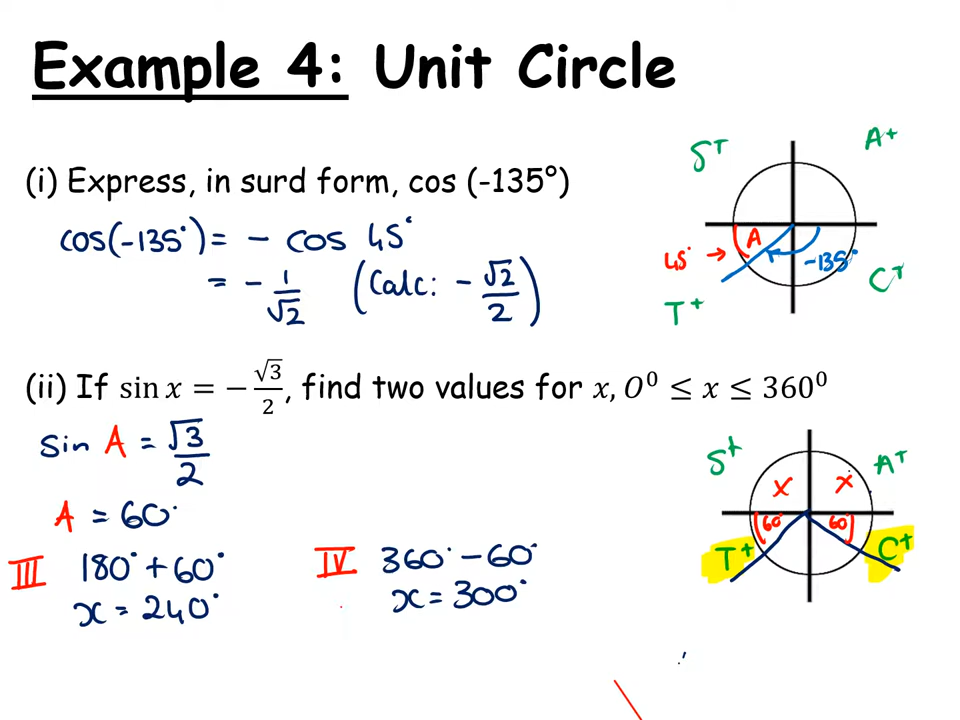 Example 4: Unit Circle
(i) Express, in surd form, cos (-135°)
cos(-135°) = - cos 45°
= - 1/√2 (Calc: - √2/2)
S+ A+
A
45° → -135°
T+ C+
(ii) If sin x = − √3/2, find two values for x, O⁰ ≤ x ≤ 360⁰
sin A = √3/2
A = 60°
III 180° + 60°
x = 240°
IV 360° - 60°
x = 300°
S+ A+
x x
60° 60°
T+ C+